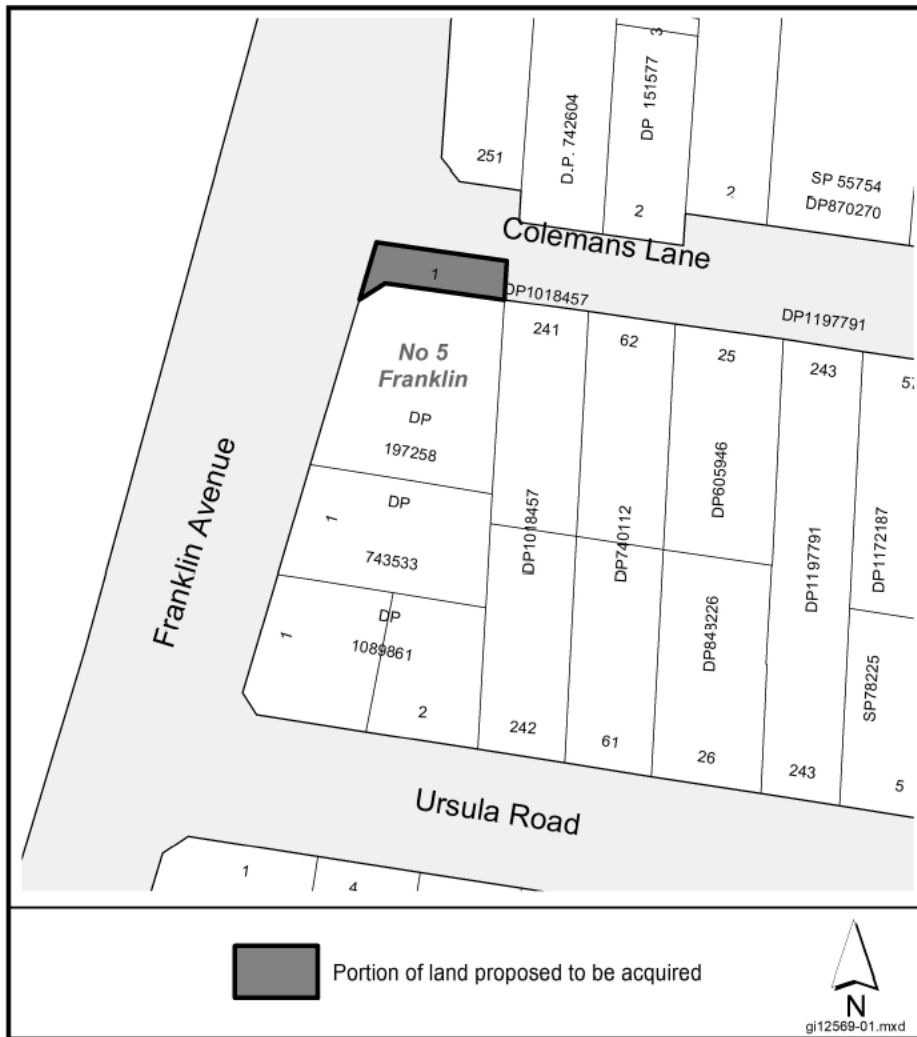 3
DP 151577
D.P. 742604
251
2
2
SP 55754
DP870270
Colemans Lane
1
DP1018457
DP1197791
241
62
25
243
No 5
Franklin
DP
197258
DP
1
743533
DP
1
1089861
2
Franklin Avenue
DP1018457
DP740112
DP605946
DP1197791
DP1172187
SP78225
242
61
26
243
5
Ursula Road
1
4
Portion of land proposed to be acquired
N
gi12569-01.mxd